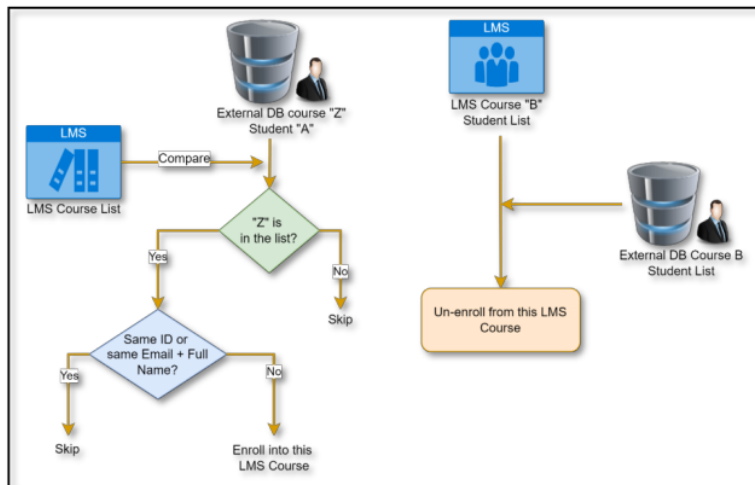 External DB course "Z"
Student "A"
LMS
LMS Course List
Compare
"Z" is
in the list?
Yes
No
Skip
Same ID or
same Email + Full
Name?
Yes
No
Skip
Enroll into this
LMS Course
LMS
LMS Course "B"
Student List
External DB Course B
Student List
Un-enroll from this LMS
Course